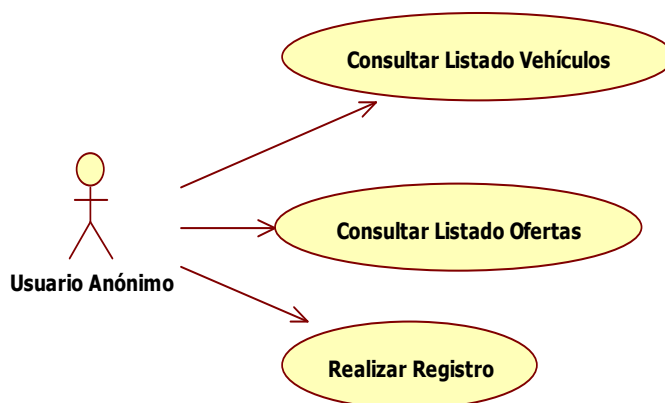 Consultar Listado Vehículos
Consultar Listado Ofertas
Usuario Anónimo
Realizar Registro